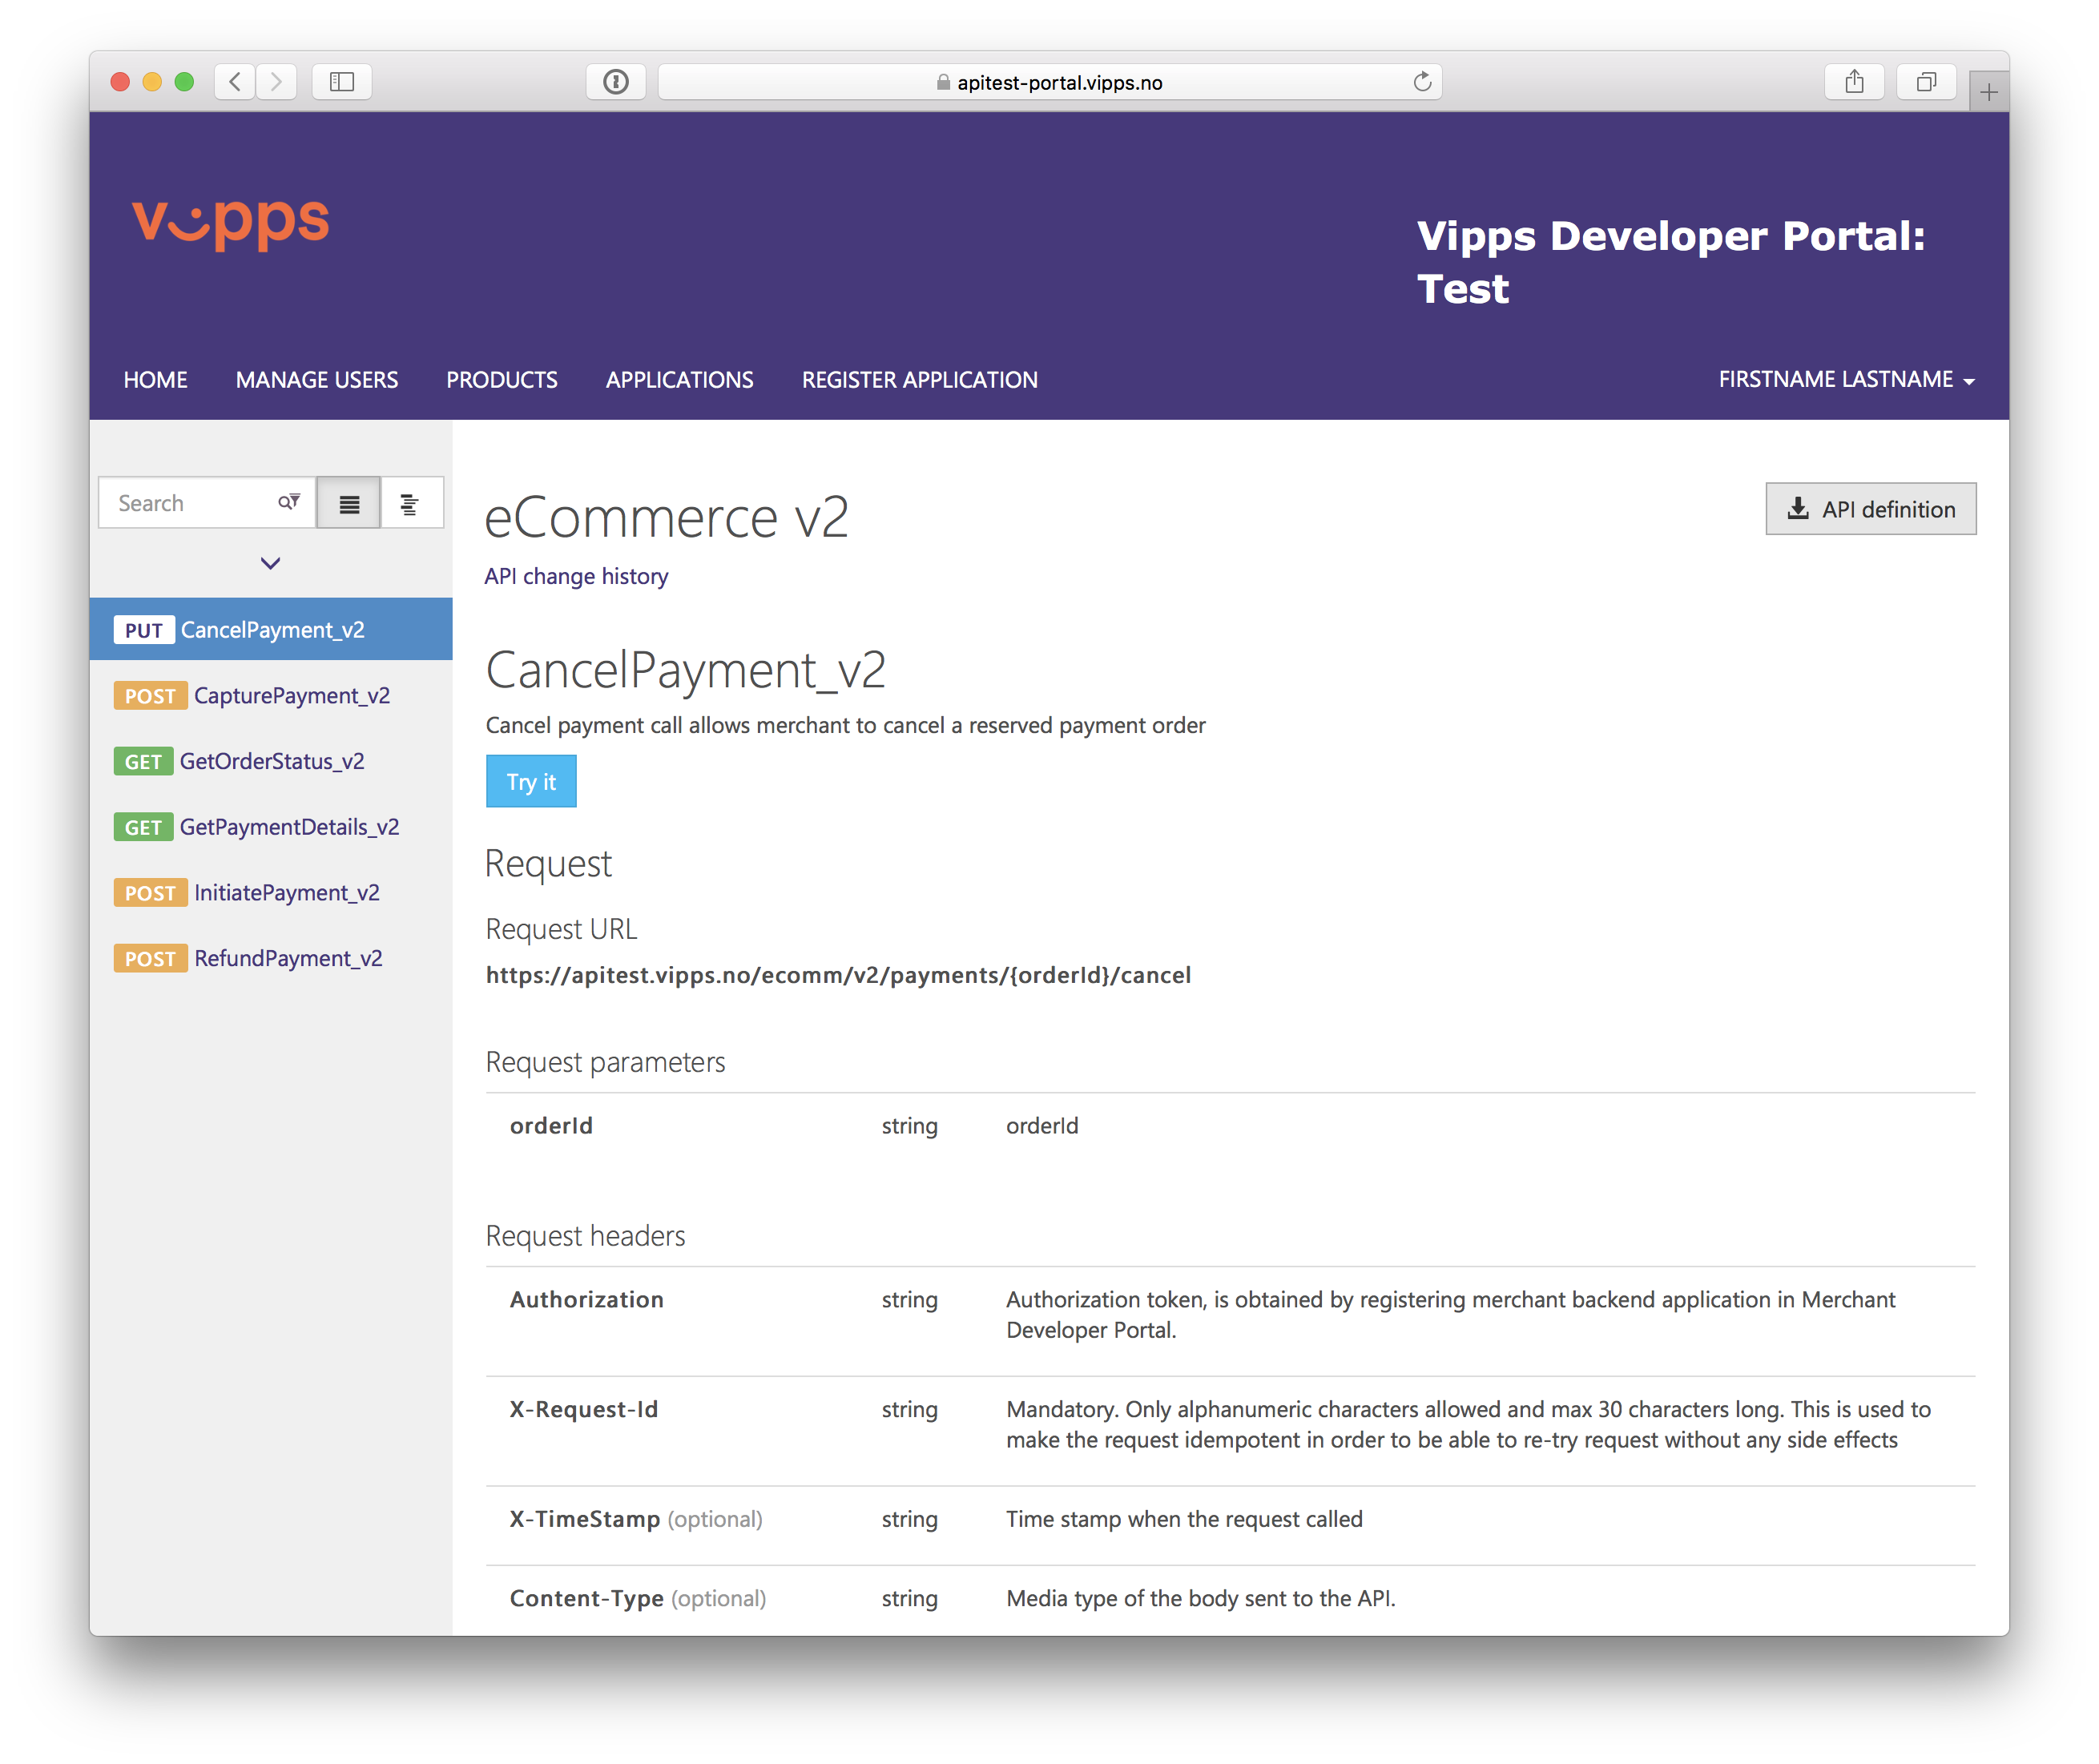 apitest-portal.vipps.no
vipps
Vipps Developer Portal:
Test
HOME
MANAGE USERS
PRODUCTS
APPLICATIONS
REGISTER APPLICATION
FIRSTNAME LASTNAME
Search
PUT CancelPayment_v2
POST CapturePayment_v2
GET GetOrderStatus_v2
GET GetPaymentDetails_v2
POST InitiatePayment_v2
POST RefundPayment_v2
eCommerce v2
API definition
API change history
CancelPayment_v2
Cancel payment call allows merchant to cancel a reserved payment order
Try it
Request
Request URL
https://apitest.vipps.no/ecomm/v2/payments/{orderId}/cancel
Request parameters
orderId string orderId
Request headers
Authorization string Authorization token, is obtained by registering merchant backend application in Merchant
Developer Portal.
X-Request-Id string Mandatory. Only alphanumeric characters allowed and max 30 characters long. This is used to
make the request idempotent in order to be able to re-try request without any side effects
X-TimeStamp (optional) string Time stamp when the request called
Content-Type (optional) string Media type of the body sent to the API.